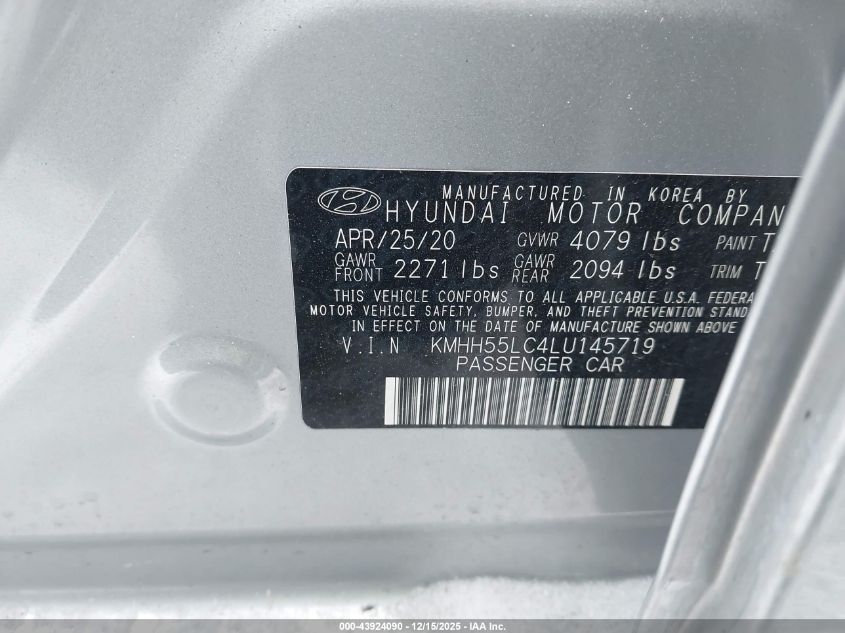 MANUFACTURED IN KOREA BY
HYUNDAI MOTOR COMPAN
APR/25/20 GVWR 4079 lbs PAINT T
GAWR FRONT 2271 lbs GAWR REAR 2094 lbs TRIM T
THIS VEHICLE CONFORMS TO ALL APPLICABLE U.S.A. FEDERA
MOTOR VEHICLE SAFETY, BUMPER, AND THEFT PREVENTION STAND
IN EFFECT ON THE DATE OF MANUFACTURE SHOWN ABOVE
V.I.N KMHH55LC4LU145719
PASSENGER CAR
000-43924090 - 12/15/2025 - IAA Inc.